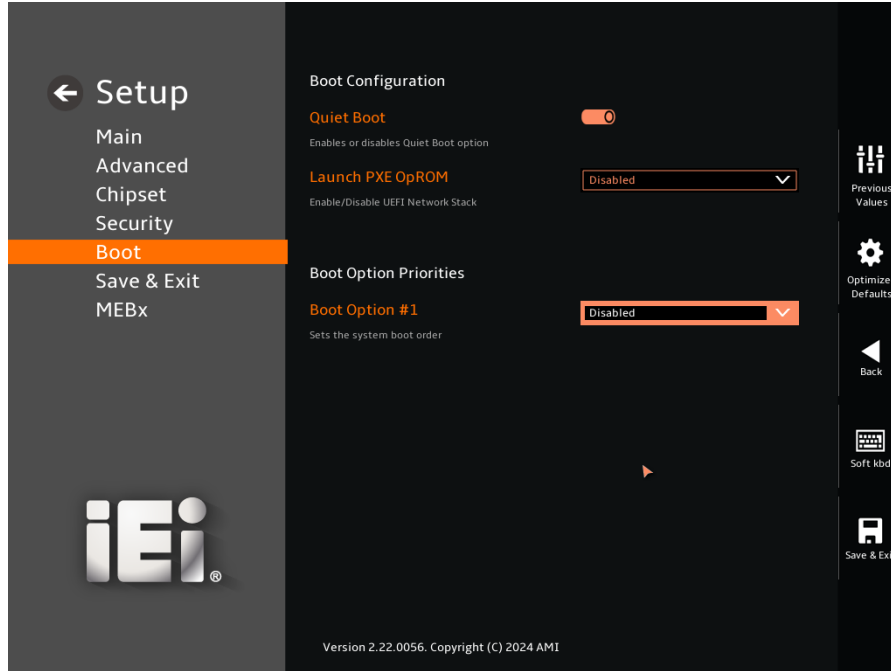 Setup
Main
Advanced
Chipset
Security
Boot
Save & Exit
MEBx
iEi®
Boot Configuration
Quiet Boot
Enables or disables Quiet Boot option
Launch PXE OpROM
Disabled
Enable/Disable UEFI Network Stack
Boot Option Priorities
Boot Option #1
Disabled
Sets the system boot order
Version 2.22.0056. Copyright (C) 2024 AMI
Previous
Values
Optimize
Defaults
Back
Soft kbd
Save & Exi